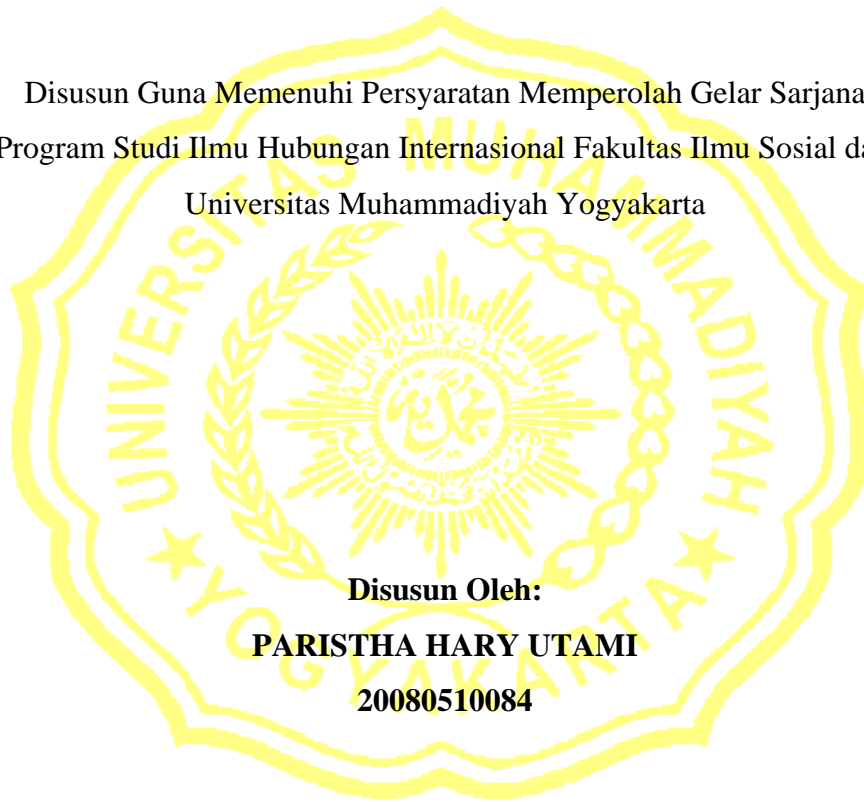 Disusun Guna Memenuhi Persyaratan Memperolah Gelar Sarjana
Program Studi Ilmu Hubungan Internasional Fakultas Ilmu Sosial
Universitas Muhammadiyah Yogyakarta
UNIVERSITAS MUHAMMADIYAH
YOGYAKARTA
Disusun Oleh:
PARISTHA HARY UTAMI
20080510084